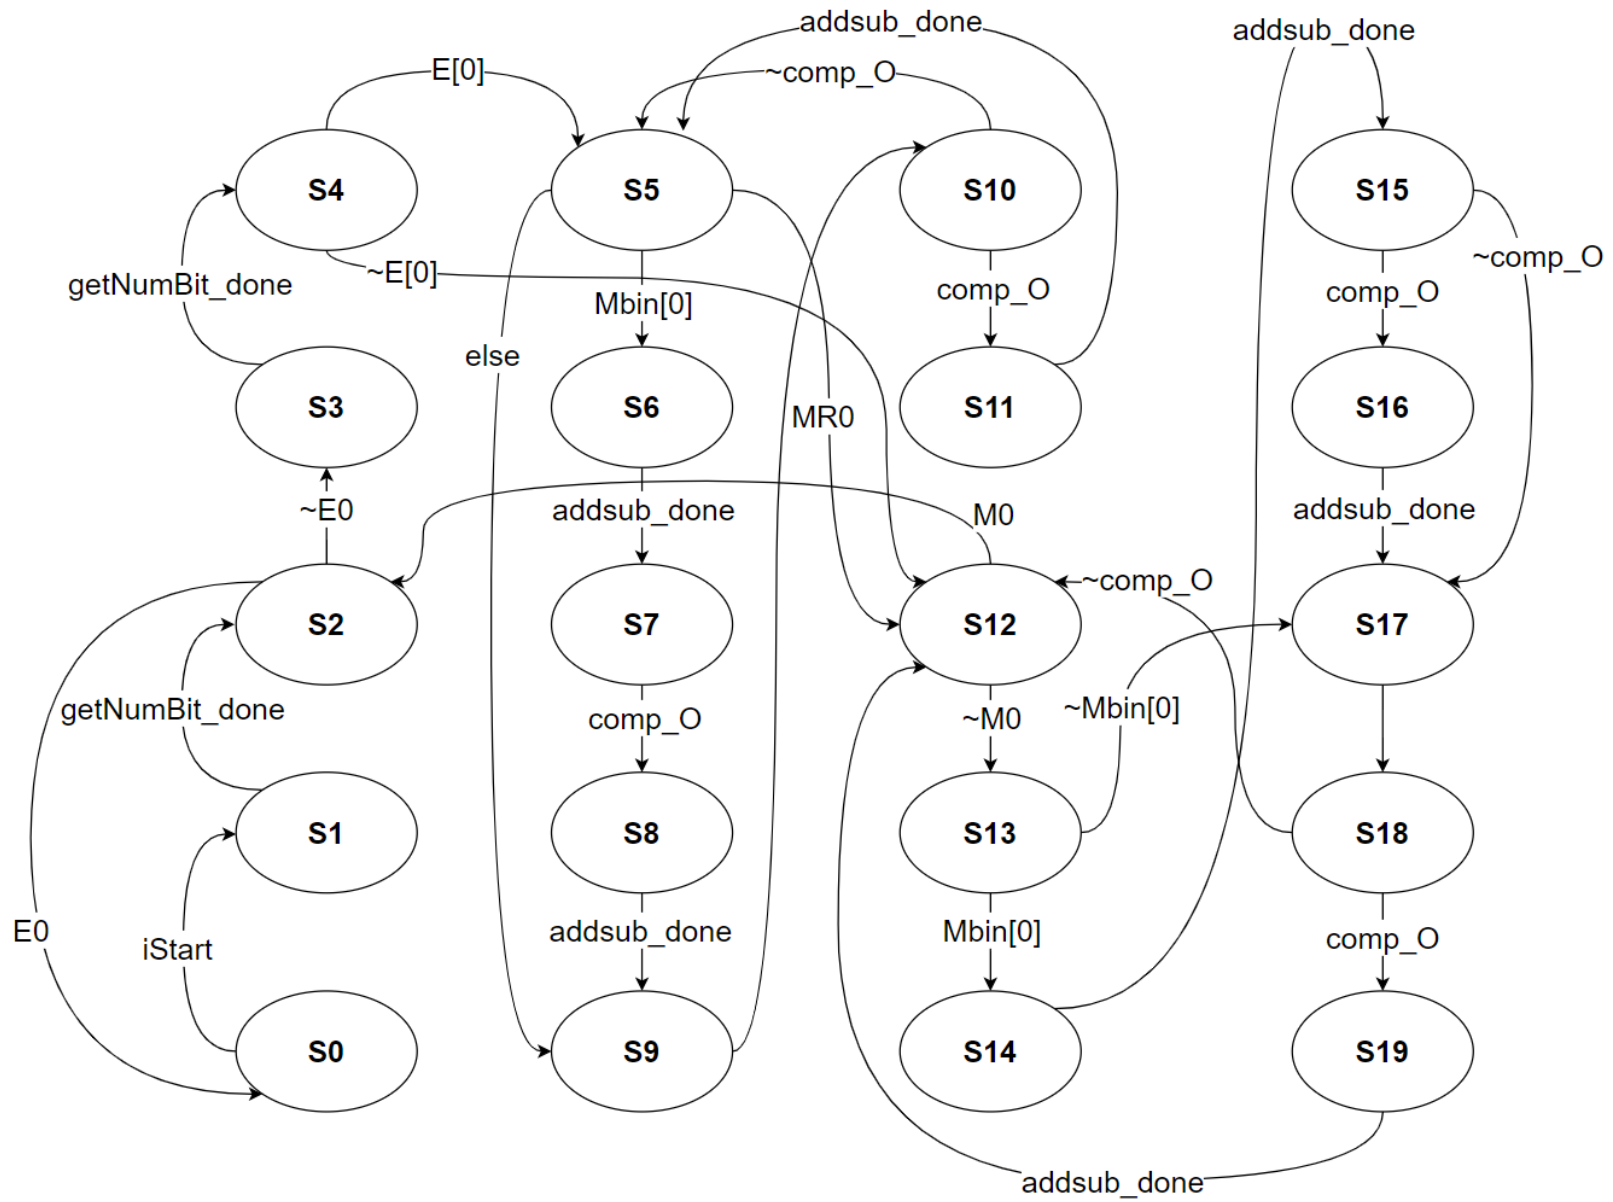 addsub_done
addsub_done
E[0]
~comp_O
S4
S5
S10
S15
~comp_O
~E[0]
getNumBit_done
Mbin[0]
comp_O
comp_O
else
S3
S6
MR0
S11
S16
~E0
addsub_done
M0
addsub_done
~comp_O
S2
S7
S12
S17
getNumBit_done
comp_O
~M0
~Mbin[0]
S1
S8
S13
S18
E0
iStart
addsub_done
Mbin[0]
comp_O
S0
S9
S14
S19
addsub_done